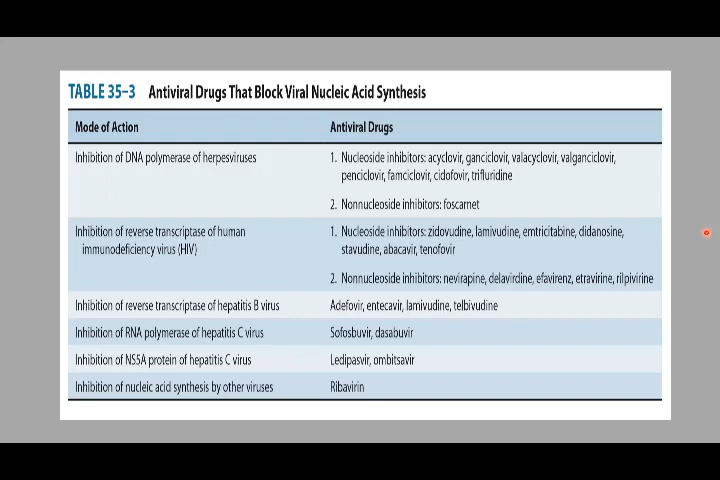 TABLE 35–3 Antiviral Drugs That Block Viral Nucleic Acid Synthesis
Mode of Action Antiviral Drugs
Inhibition of DNA polymerase of herpesviruses 1. Nucleoside inhibitors: acyclovir, ganciclovir, valacyclovir, valganciclovir,
penciclovir, famciclovir, cidofovir, trifluridine
2. Nonnucleoside inhibitors: foscarnet
Inhibition of reverse transcriptase of human 1. Nucleoside inhibitors: zidovudine, lamivudine, emtricitabine, didanosine,
immunodeficiency virus (HIV) stavudine, abacavir, tenofovir
2. Nonnucleoside inhibitors: nevirapine, delavirdine, efavirenz, etravirine, rilpivirine
Inhibition of reverse transcriptase of hepatitis B virus Adefovir, entecavir, lamivudine, telbivudine
Inhibition of RNA polymerase of hepatitis C virus Sofosbuvir, dasabuvir
Inhibition of NS5A protein of hepatitis C virus Ledipasvir, ombitsavir
Inhibition of nucleic acid synthesis by other viruses Ribavirin